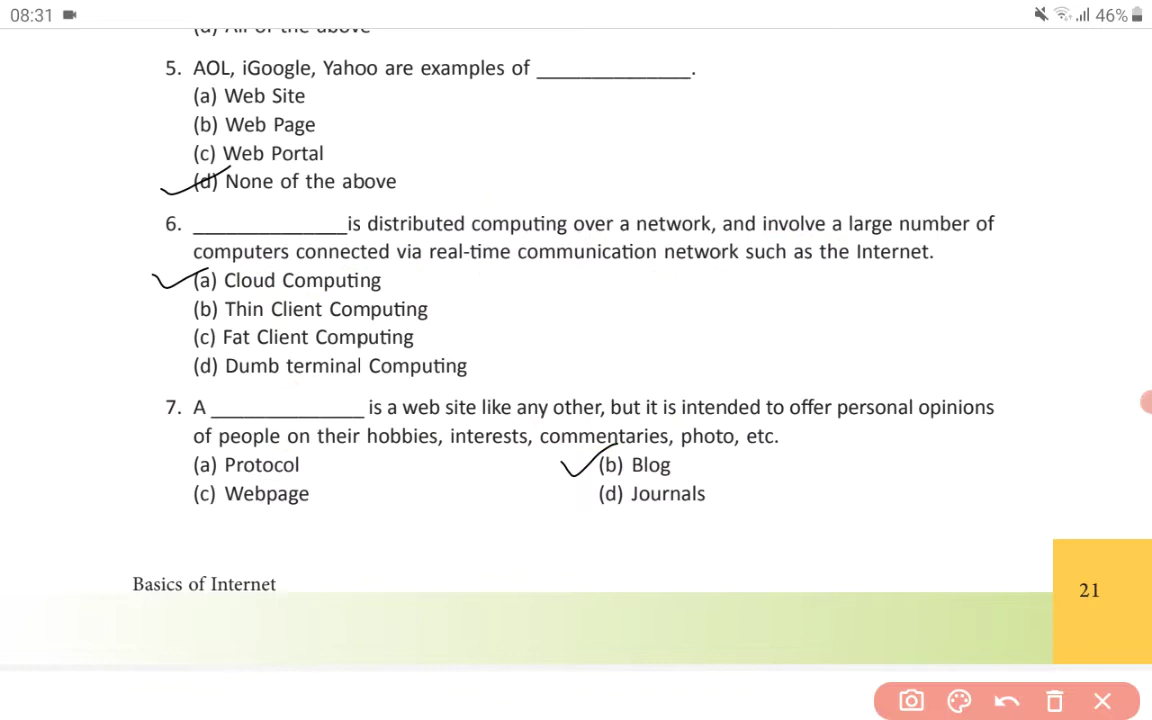 08:31 46%
5. AOL, iGoogle, Yahoo are examples of ______________.
(a) Web Site
(b) Web Page
(c) Web Portal
(d) None of the above
6. ______________is distributed computing over a network, and involve a large number of
computers connected via real-time communication network such as the Internet.
(a) Cloud Computing
(b) Thin Client Computing
(c) Fat Client Computing
(d) Dumb terminal Computing
7. A ______________ is a web site like any other, but it is intended to offer personal opinions
of people on their hobbies, interests, commentaries, photo, etc.
(a) Protocol (b) Blog
(c) Webpage (d) Journals
Basics of Internet
21